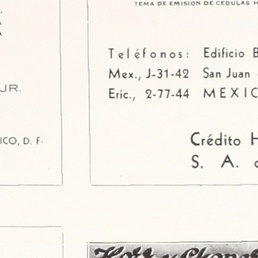 TEMA DE EMISION DE CEDULAS H
Teléfonos: Edificio B
Mex., J-31-42 San Juan
Eric., 2-77-44 MEXIC
Crédito H
S. A. d
UR.
ICO, D. F.